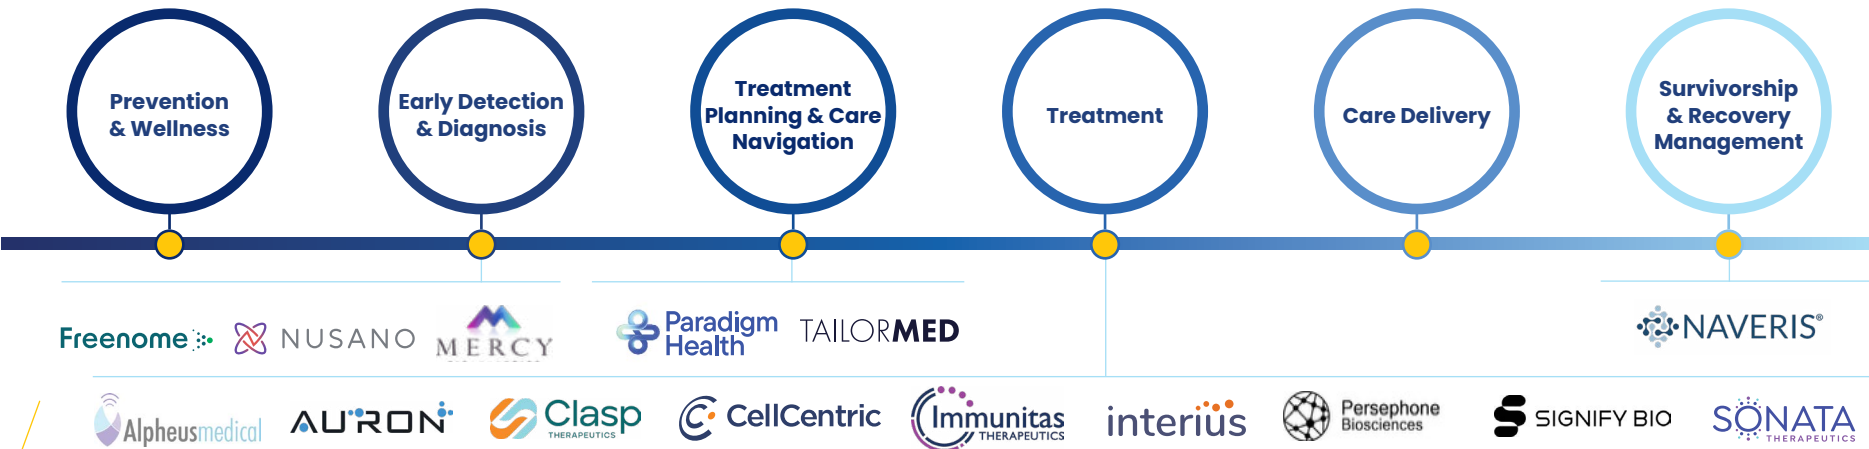 Prevention
& Wellness
Early Detection
& Diagnosis
Treatment
Planning & Care
Navigation
Treatment
Care Delivery
Survivorship
& Recovery
Management
Freenome
NUSANO
MERCY
Paradigm
Health
TAILORMED
NAVERIS®
Alpheusmedical
AURON
Clasp
THERAPEUTICS
CellCentric
Immunitas
THERAPEUTICS
interius
Persephone
Biosciences
SIGNIFY BIO
SONATA
THERAPEUTICS